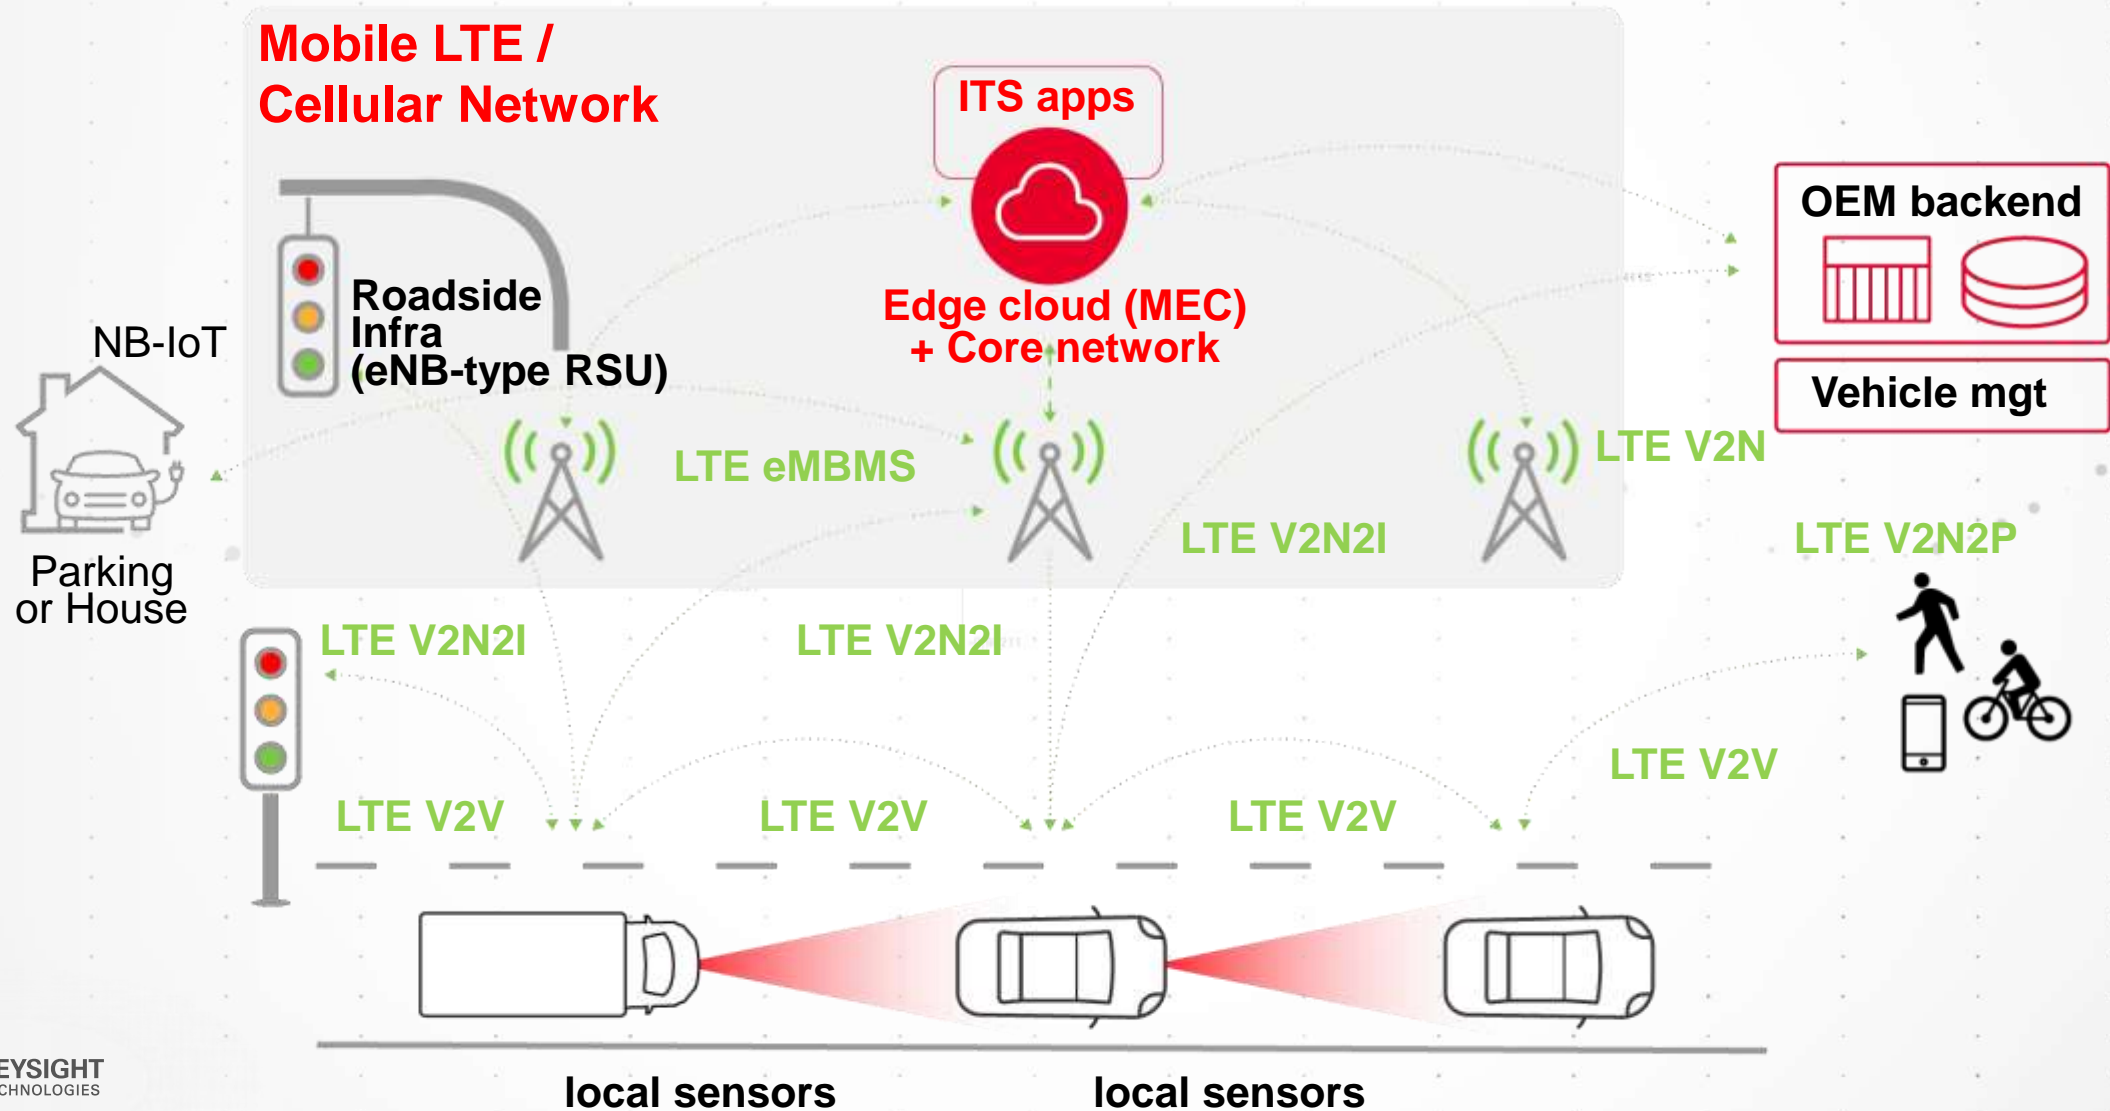 Mobile LTE /
Cellular Network
ITS apps
OEM backend
Roadside
Infra
(eNB-type RSU)
Edge cloud (MEC)
+ Core network
NB-IoT
Vehicle mgt
LTE eMBMS
LTE V2N
LTE V2N2I
LTE V2N2P
Parking
or House
LTE V2N2I
LTE V2N2I
LTE V2V
LTE V2V
LTE V2V
LTE V2V
EYSIGHT
CHNOLOGIES
local sensors
local sensors